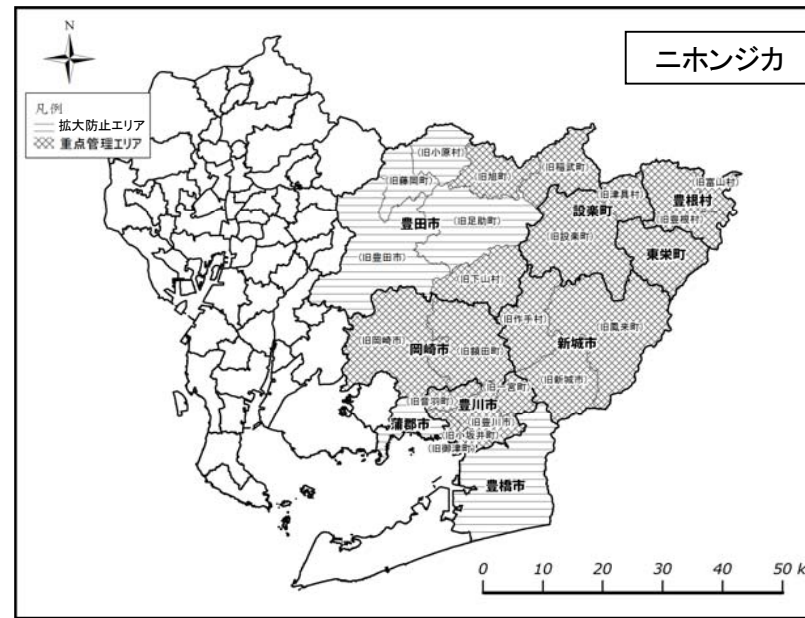 N
ニホンジカ
凡例
拡大防止エリア
重点管理エリア
(旧小原村)
(旧稲武町)
(旧旭町)
(旧藤岡町)
(旧津具村)
(旧富山村)
豊根村
設楽町
豊田市
(旧足助町)
(旧豊根村)
(旧設楽町)
東栄町
(旧豊田市)
(旧下山村)
(旧作手村)
(旧鳳来町)
(旧岡崎市)
岡崎市
(旧額田町)
新城市
(旧新城市)
(旧一宮町)
(旧音羽町)
豊川市
(旧豊川市)
蒲郡市
(旧小坂井町)
(旧御津町)
豊橋市
0 10 20 30 40 50 k